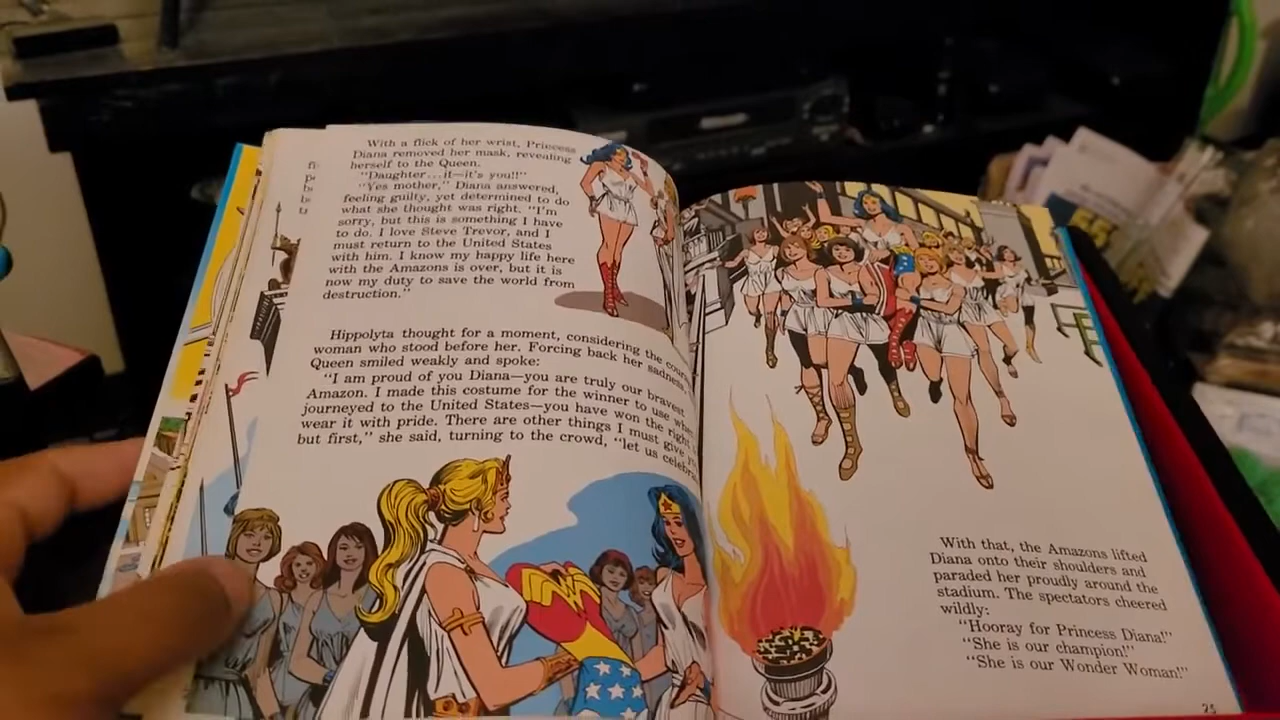 With a flick of her wrist, Princess
Diana removed her mask, revealing
herself to the Queen.
"Daughter...it—it's you!!"
"Yes mother," Diana answered,
feeling guilty, yet determined to do
what she thought was right. "I'm
sorry, but this is something I have
to do. I love Steve Trevor, and I
must return to the United States
with him. I know my happy life here
with the Amazons is over, but it is
now my duty to save the world from
destruction."
Hippolyta thought for a moment, considering the
woman who stood before her. Forcing back her sadness
Queen smiled weakly and spoke:
"I am proud of you Diana—you are truly our bravest
Amazon. I made this costume for the winner to use when
journeyed to the United States—you have won the right
wear it with pride. There are other things I must give
but first," she said, turning to the crowd, "let us
With that, the Amazons lifted
Diana onto their shoulders and
paraded her proudly around the
stadium. The spectators cheered
wildly:
"Hooray for Princess Diana!"
"She is our champion!"
"She is our Wonder Woman!"
25